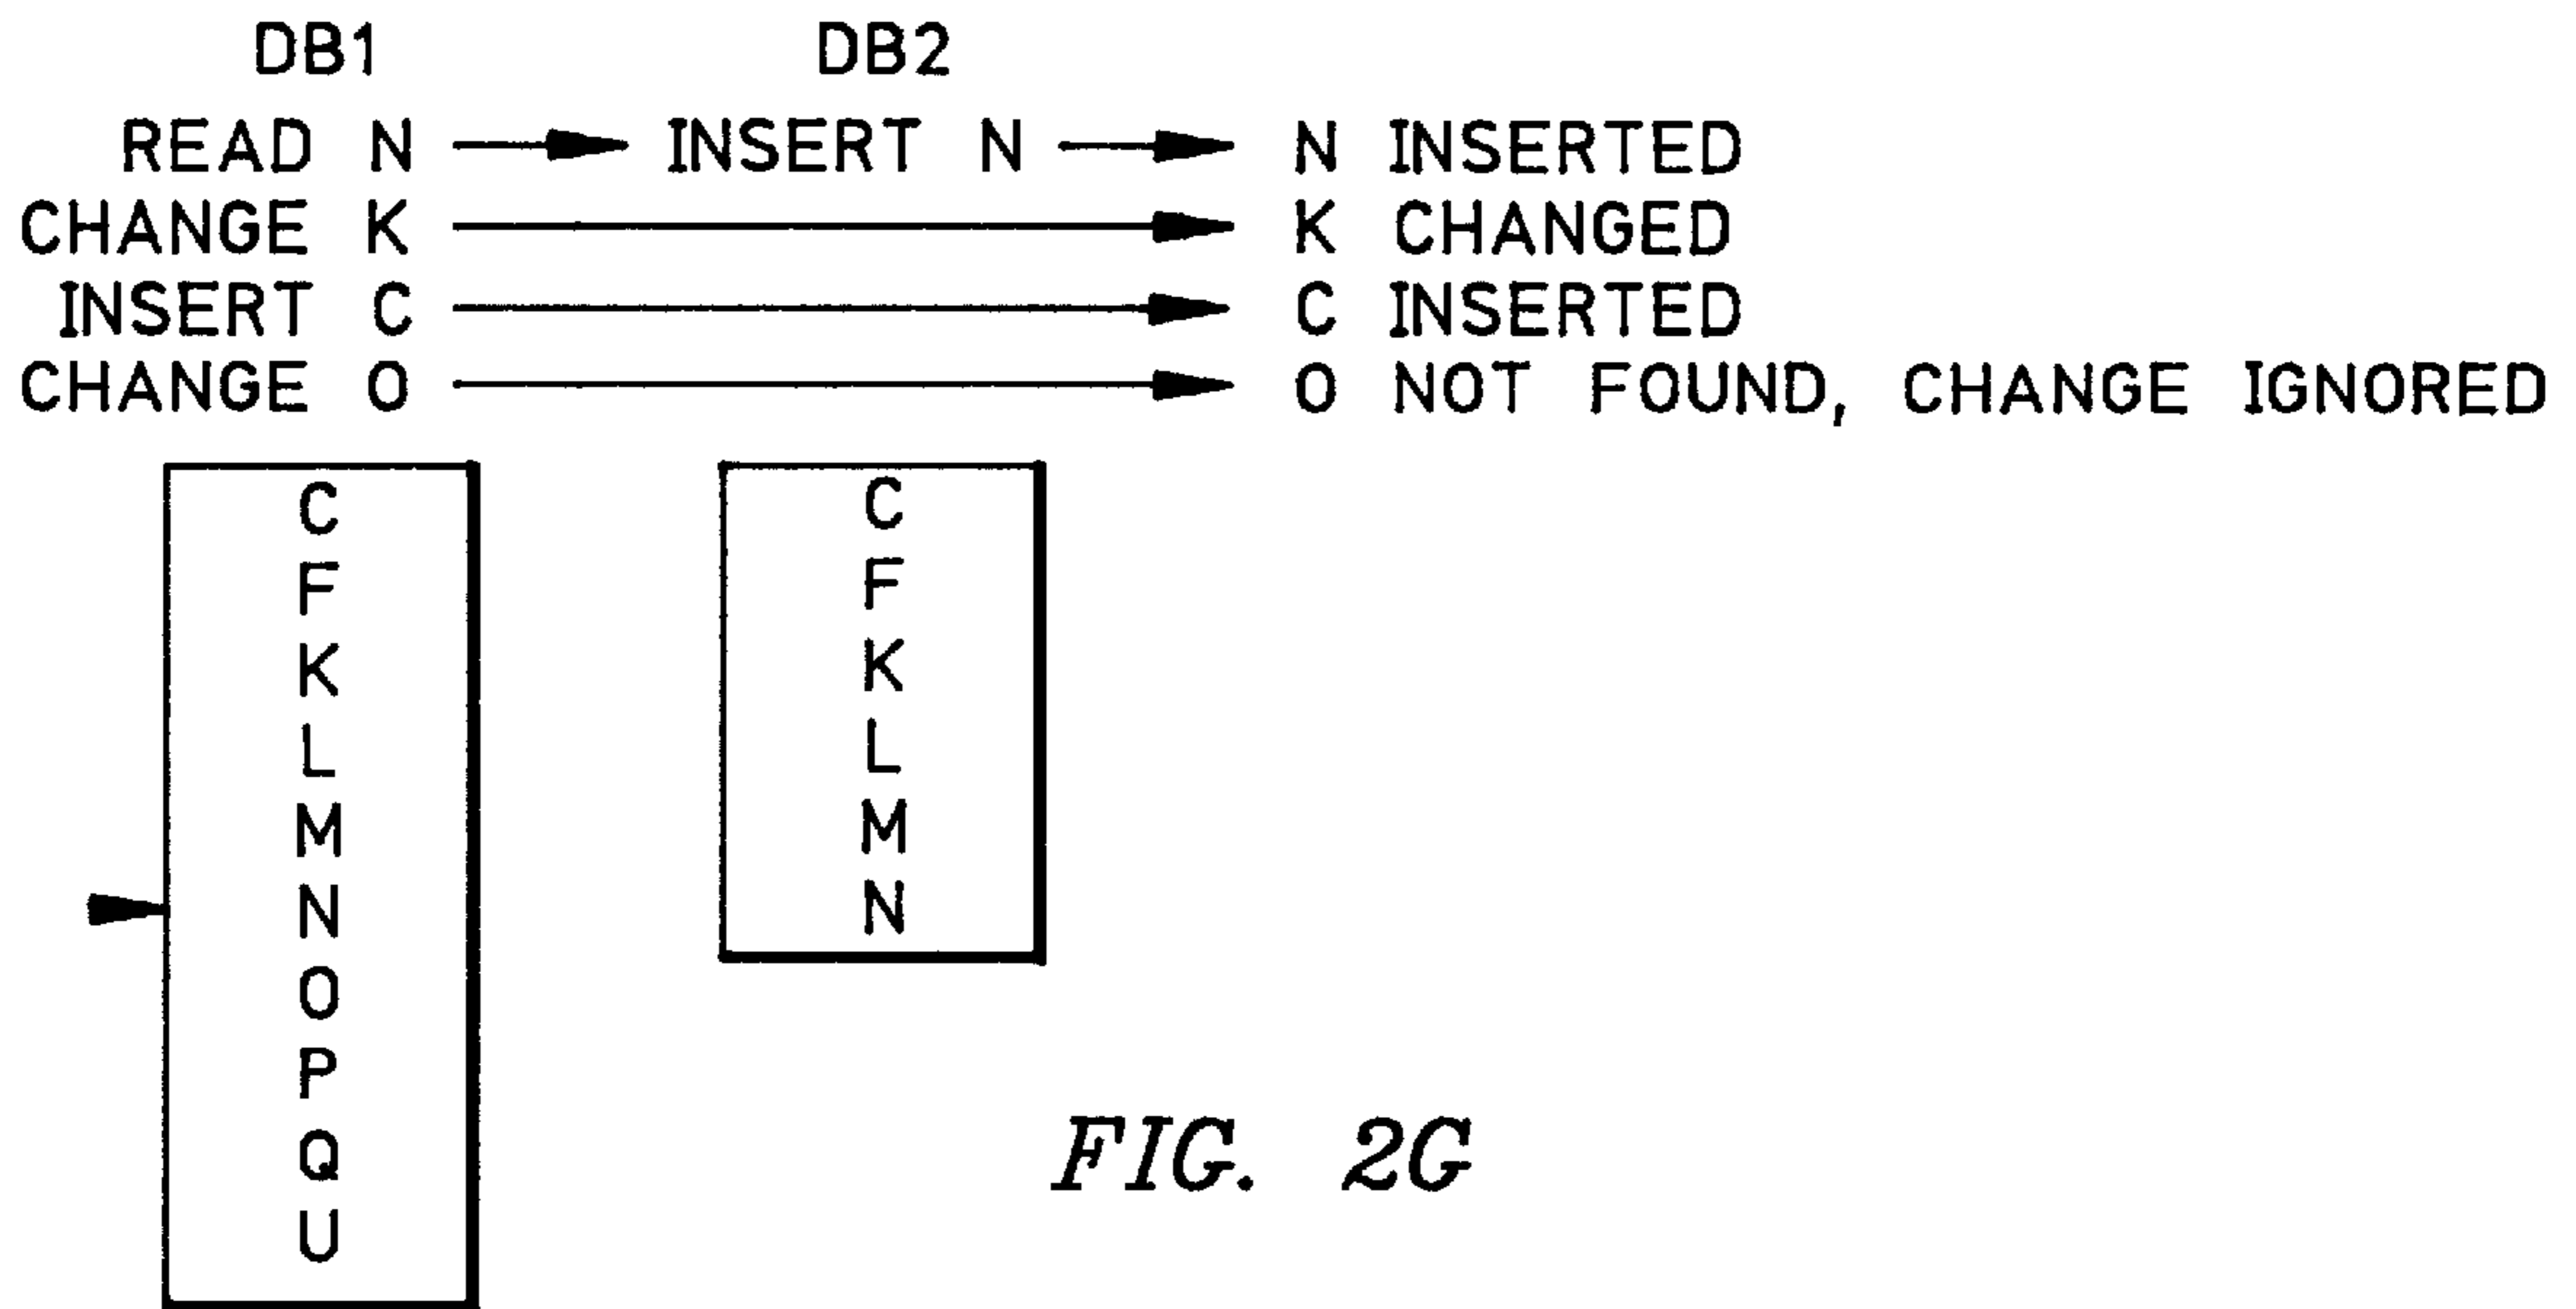 DB1 DB2
READ N INSERT N N INSERTED
CHANGE K K CHANGED
INSERT C C INSERTED
CHANGE O O NOT FOUND, CHANGE IGNORED
C C
F F
K K
L L
M M
N N
O
P
Q
U
FIG. 2G